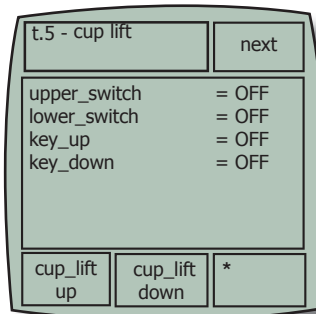 t.5 - cup lift
next
upper_switch = OFF
lower_switch = OFF
key_up = OFF
key_down = OFF
cup_lift
up
cup_lift
down
*